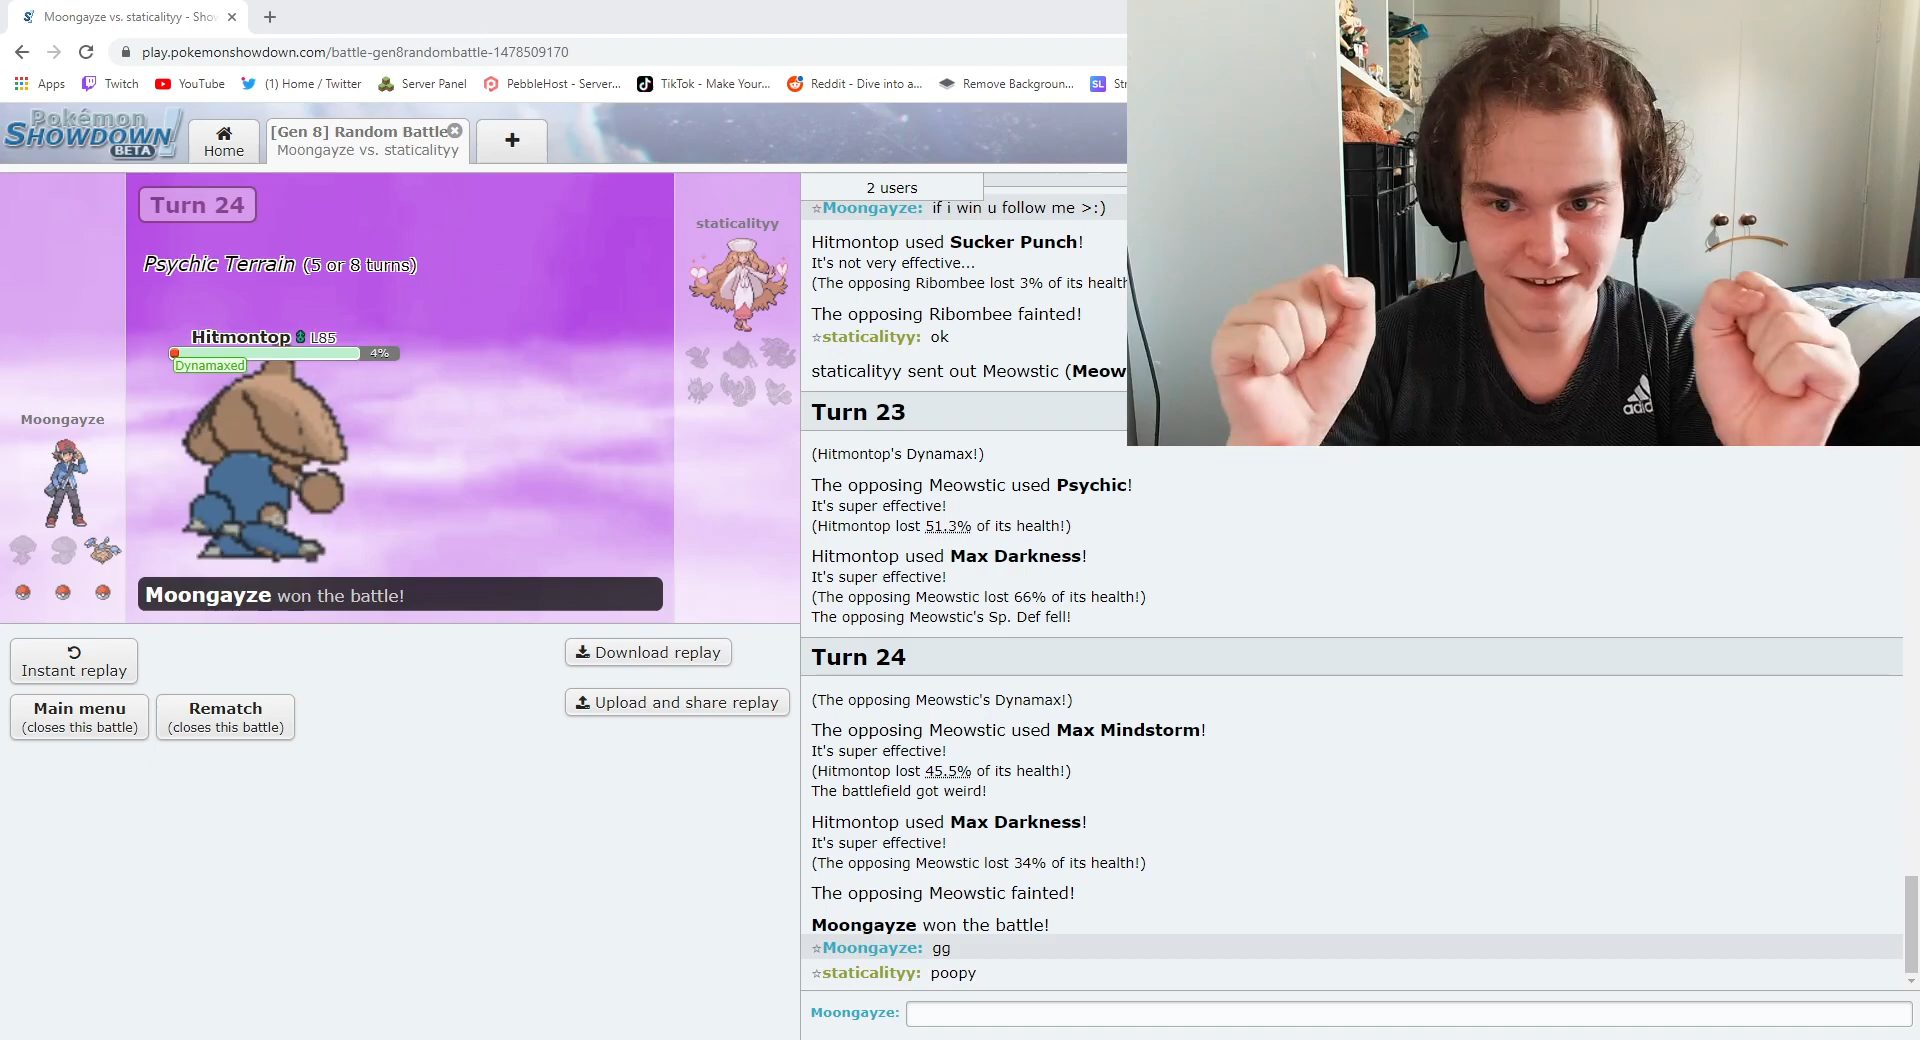 Moongayze vs. staticalityy - Show
play.pokemonshowdown.com/battle-gen8randombattle-1478509170
Apps
Twitch
YouTube
(1) Home / Twitter
Server Panel
PebbleHost - Server...
TikTok - Make Your...
Reddit - Dive into a...
Remove Backgroun...
SL
Str
Pokémon
SHOWDOWN!
BETA
Home
[Gen 8] Random Battle
Moongayze vs. staticalityy
Turn 24
Psychic Terrain (5 or 8 turns)
Hitmontop L85
4%
Dynamaxed
Moongayze
staticalityy
Moongayze won the battle!
Instant replay
Download replay
Upload and share replay
Main menu
(closes this battle)
Rematch
(closes this battle)
2 users
☆Moongayze: if i win u follow me >:)
Hitmontop used Sucker Punch!
It's not very effective...
(The opposing Ribombee lost 3% of its health
The opposing Ribombee fainted!
☆staticalityy: ok
staticalityy sent out Meowstic (Meow
Turn 23
(Hitmontop's Dynamax!)
The opposing Meowstic used Psychic!
It's super effective!
(Hitmontop lost 51.3% of its health!)
Hitmontop used Max Darkness!
It's super effective!
(The opposing Meowstic lost 66% of its health!)
The opposing Meowstic's Sp. Def fell!
Turn 24
(The opposing Meowstic's Dynamax!)
The opposing Meowstic used Max Mindstorm!
It's super effective!
(Hitmontop lost 45.5% of its health!)
The battlefield got weird!
Hitmontop used Max Darkness!
It's super effective!
(The opposing Meowstic lost 34% of its health!)
The opposing Meowstic fainted!
Moongayze won the battle!
☆Moongayze: gg
☆staticalityy: poopy
Moongayze:
adid